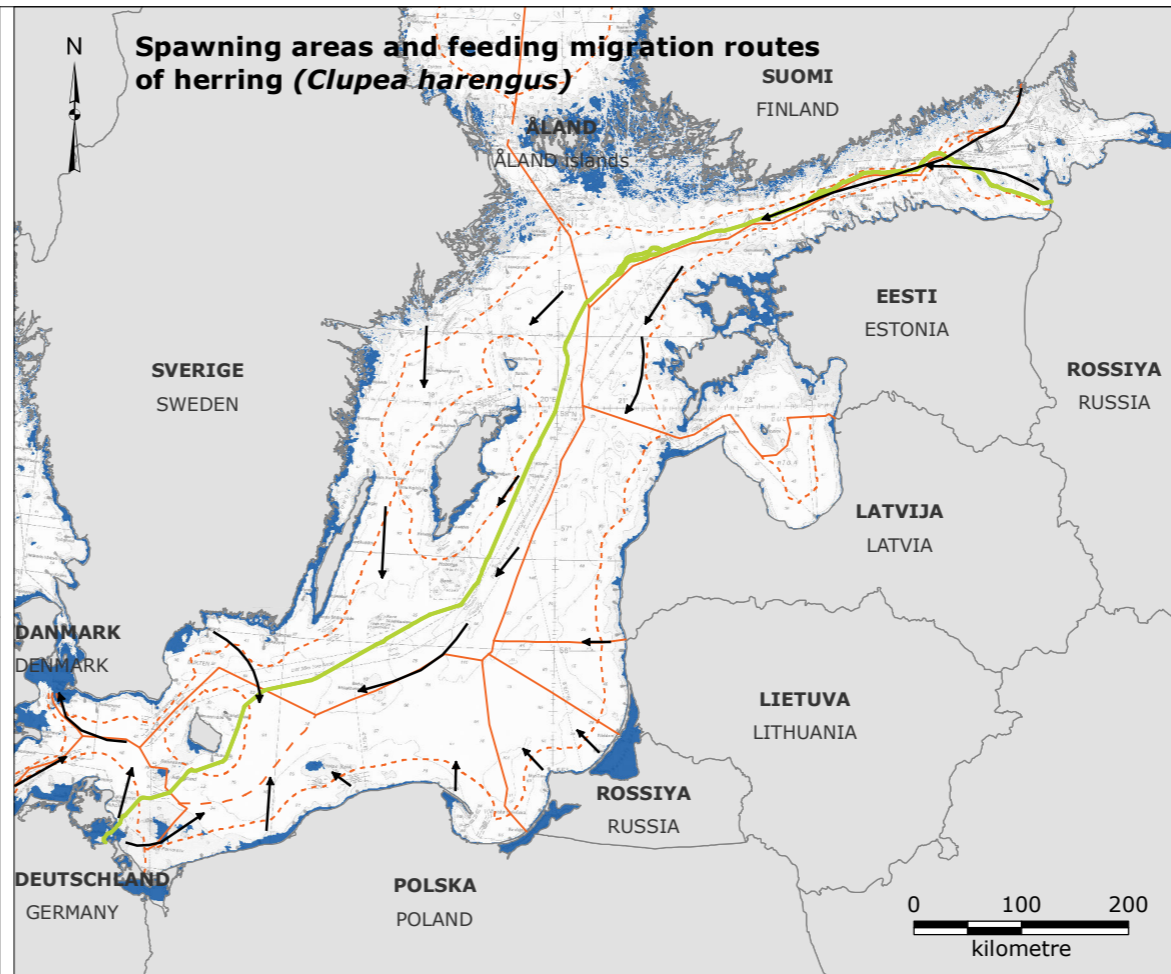 N
Spawning areas and feeding migration routes
of herring (Clupea harengus)
SUOMI
FINLAND
ÅLAND
ÅLAND islands
EESTI
ESTONIA
SVERIGE
SWEDEN
ROSSIYA
RUSSIA
LATVIJA
LATVIA
DANMARK
DENMARK
LIETUVA
LITHUANIA
ROSSIYA
RUSSIA
DEUTSCHLAND
GERMANY
POLSKA
POLAND
0 100 200
kilometre